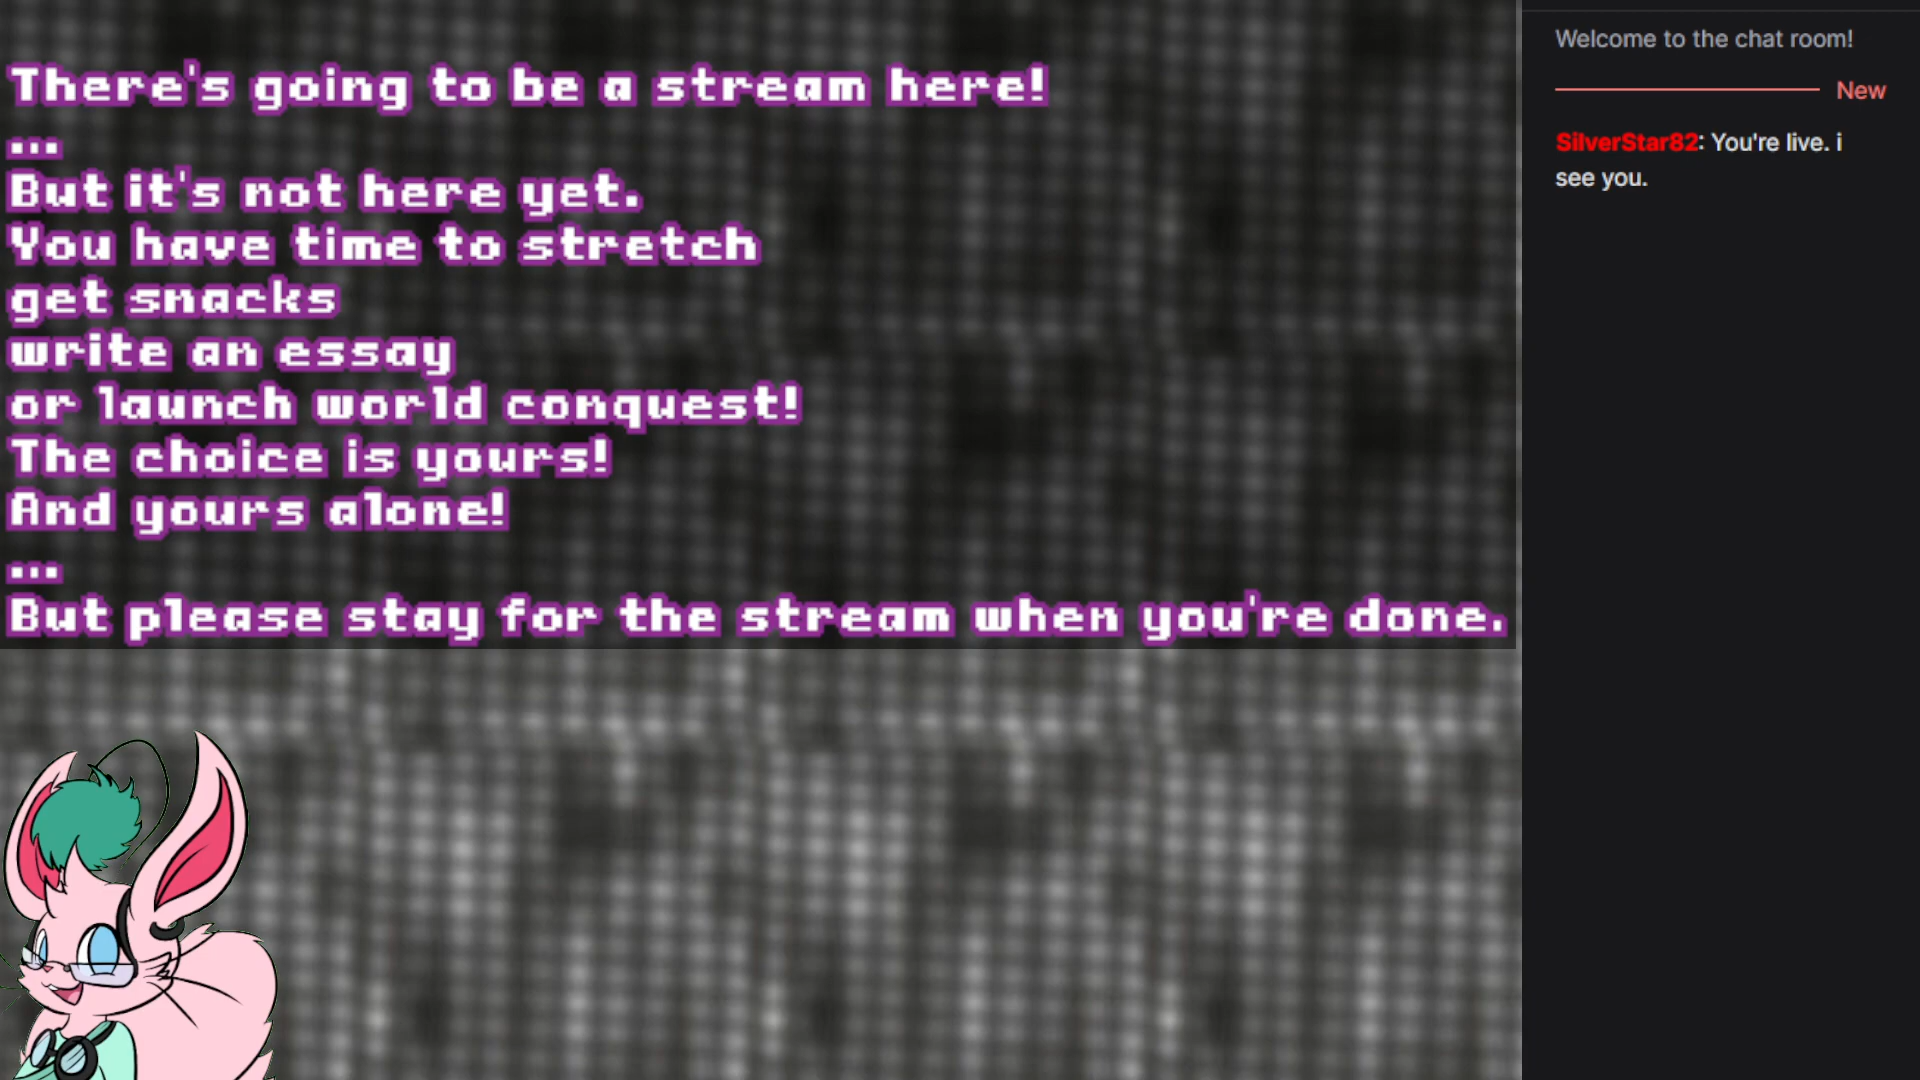 There's going to be a stream here!
...
But it's not here yet.
You have time to stretch
get snacks
write an essay
or launch world conquest!
The choice is yours!
And yours alone!
...
But please stay for the stream when you're done.
Welcome to the chat room!
New
SilverStar82: You're live. i
see you.